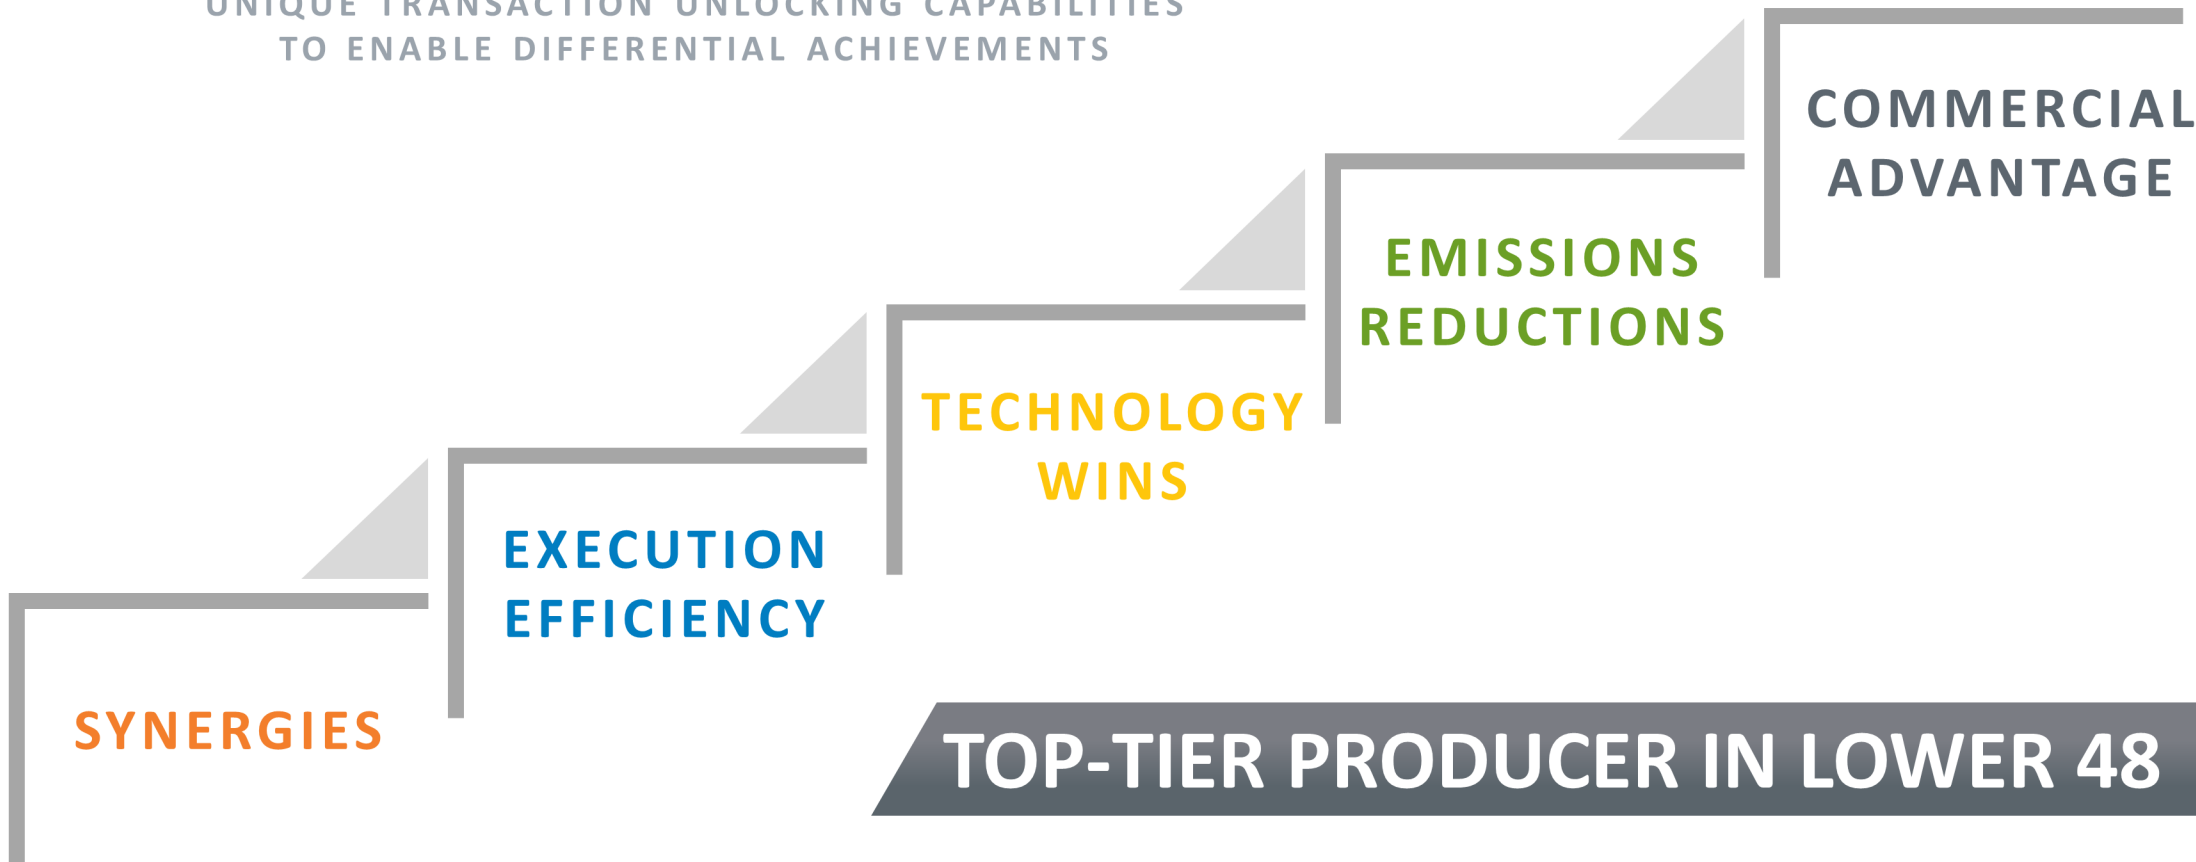 UNIQUE TRANSACTION UNLOCKING CAPABILITIES
TO ENABLE DIFFERENTIAL ACHIEVEMENTS
COMMERCIAL
ADVANTAGE
EMISSIONS
REDUCTIONS
TECHNOLOGY
WINS
EXECUTION
EFFICIENCY
SYNERGIES
TOP-TIER PRODUCER IN LOWER 48